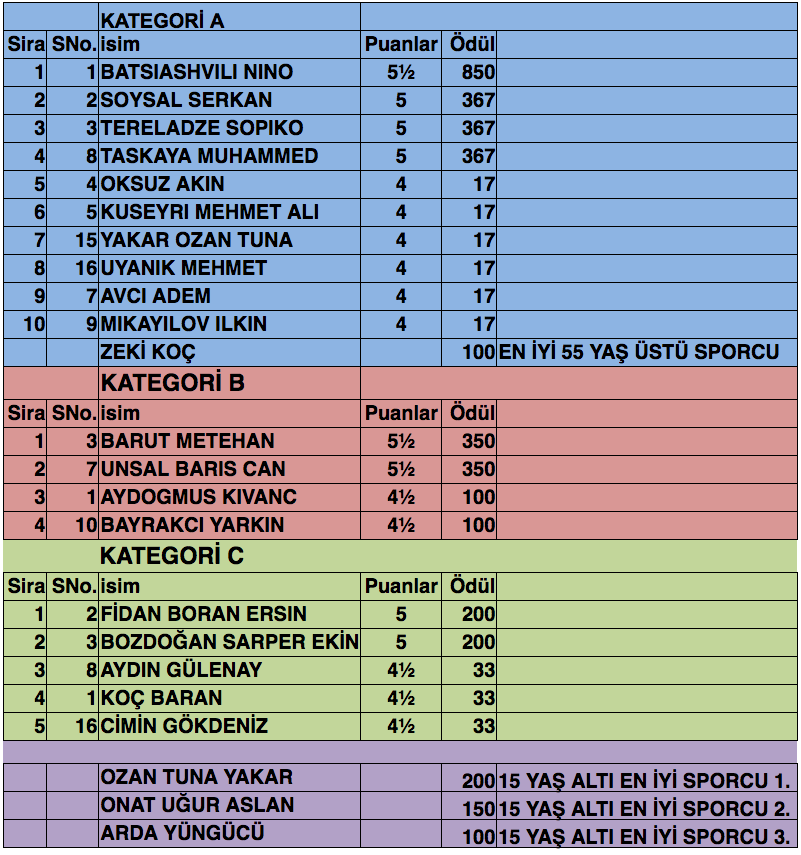 KATEGORİ A
Sira SNo. isim Puanlar Ödül
1 1 BATSIASHVILI NINO 5½ 850
2 2 SOYSAL SERKAN 5 367
3 3 TERELADZE SOPIKO 5 367
4 8 TASKAYA MUHAMMED 5 367
5 4 OKSUZ AKIN 4 17
6 5 KUSEYRI MEHMET ALI 4 17
7 15 YAKAR OZAN TUNA 4 17
8 16 UYANIK MEHMET 4 17
9 7 AVCI ADEM 4 17
10 9 MIKAYILOV ILKIN 4 17
ZEKİ KOÇ 100 EN İYİ 55 YAŞ ÜSTÜ SPORCU
KATEGORİ B
Sira SNo. isim Puanlar Ödül
1 3 BARUT METEHAN 5½ 350
2 7 UNSAL BARIS CAN 5½ 350
3 1 AYDOGMUS KIVANC 4½ 100
4 10 BAYRAKCI YARKIN 4½ 100
KATEGORİ C
Sira SNo. isim Puanlar Ödül
1 2 FİDAN BORAN ERSIN 5 200
2 3 BOZDOĞAN SARPER EKİN 5 200
3 8 AYDIN GÜLENAY 4½ 33
4 1 KOÇ BARAN 4½ 33
5 16 CİMİN GÖKDENİZ 4½ 33
OZAN TUNA YAKAR 200 15 YAŞ ALTI EN İYİ SPORCU 1.
ONAT UĞUR ASLAN 150 15 YAŞ ALTI EN İYİ SPORCU 2.
ARDA YÜNGÜCÜ 100 15 YAŞ ALTI EN İYİ SPORCU 3.